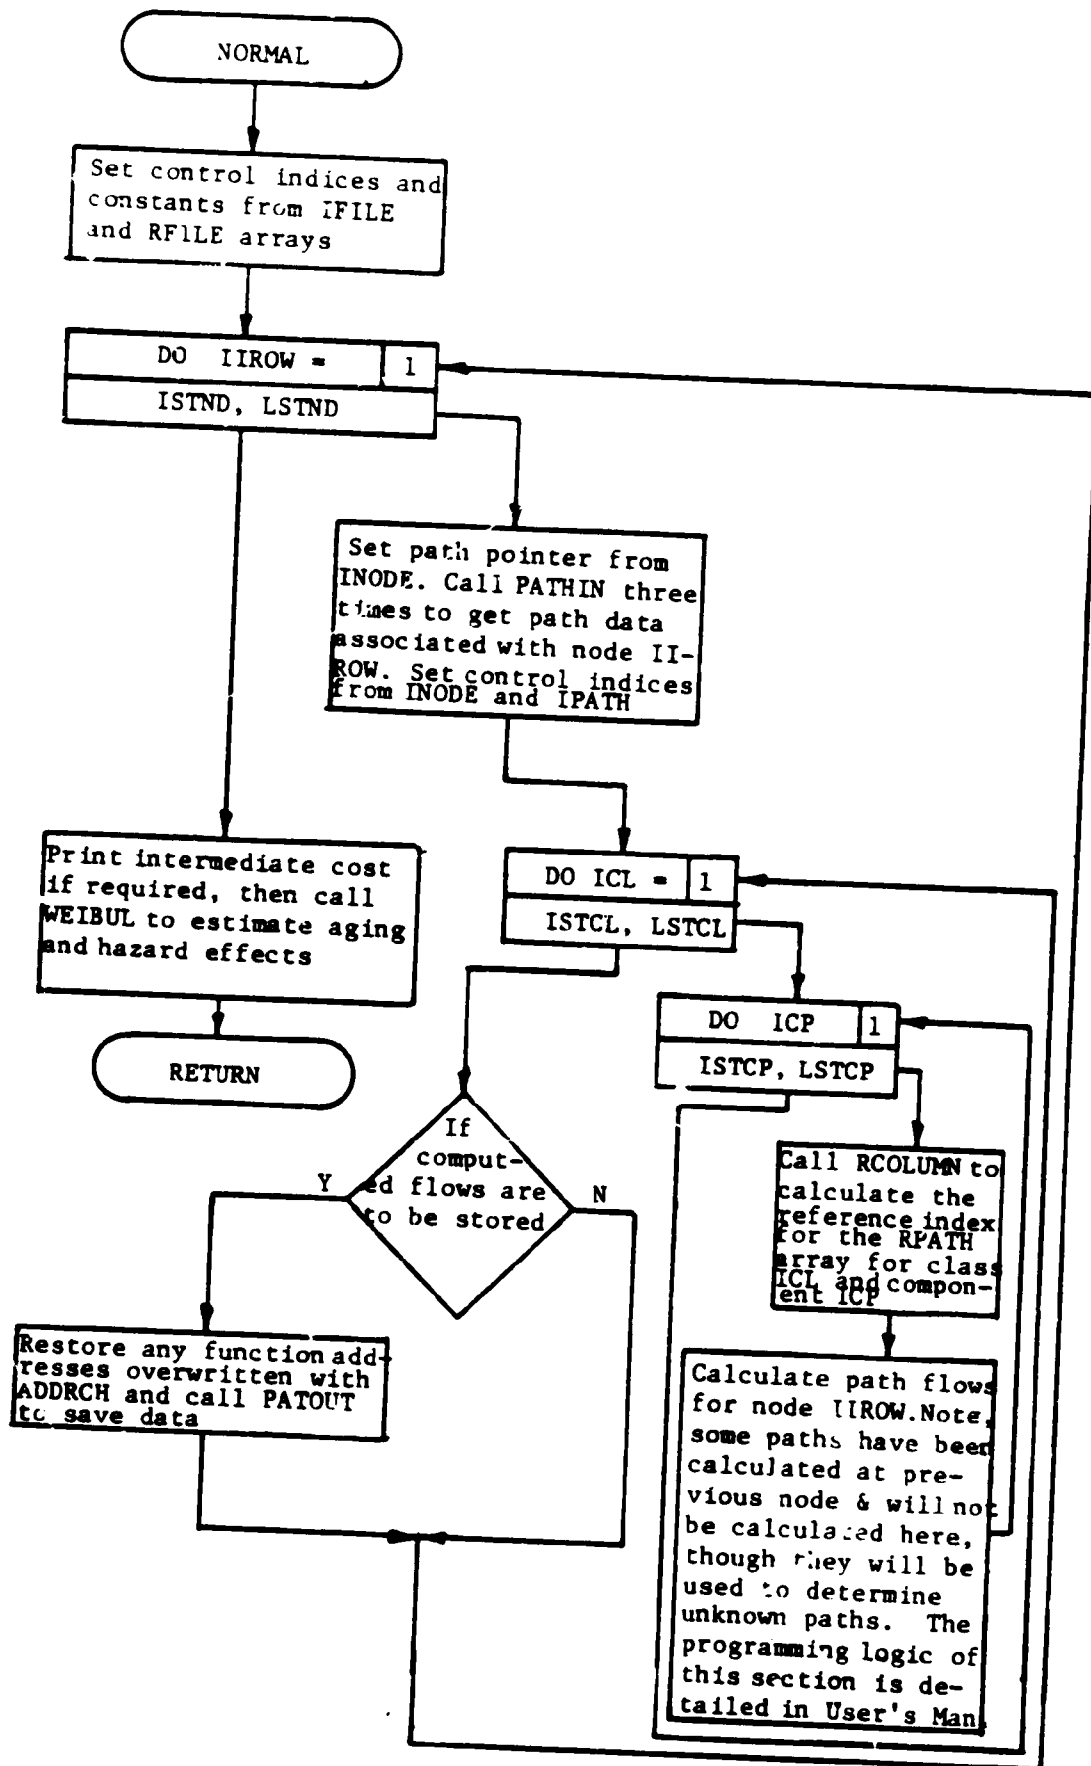 NORMAL
Set control indices and
constants from IFILE
and RFILE arrays
DO IIROW = 1
ISTND, LSTND
Set path pointer from
INODE. Call PATHIN three
times to get path data
associated with node II-
ROW. Set control indices
from INODE and IPATH
Print intermediate cost
if required, then call
WEIBUL to estimate aging
and hazard effects
RETURN
DO ICL = 1
ISTCL, LSTCL
DO ICP 1
ISTCP, LSTCP
If
comput-
ed flows are
to be stored
Y
N
Call RCOLUMN to
calculate the
reference index
for the RPATH
array for class
ICL and compon-
ent ICP
Restore any function add-
resses overwritten with
ADDRCH and call PATOUT
to save data
Calculate path flows
for node IIROW.Note,
some paths have been
calculated at pre-
vious node & will not
be calculated here,
though they will be
used to determine
unknown paths. The
programming logic of
this section is de-
tailed in User's Man.